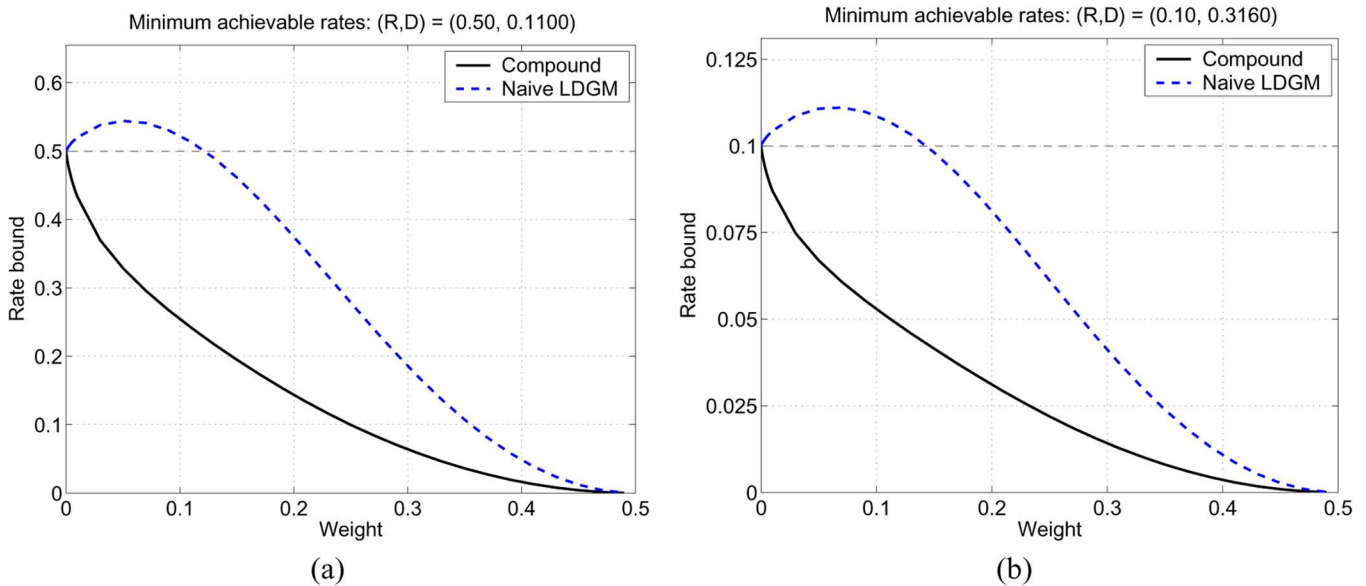 Minimum achievable rates: (R,D) = (0.50, 0.1100)
Compound
Naive LDGM
0.6
0.5
0.4
0.3
0.2
0.1
0
Rate bound
0
0.1
0.2
0.3
0.4
0.5
Weight
(a)
Minimum achievable rates: (R,D) = (0.10, 0.3160)
Compound
Naive LDGM
0.125
0.1
0.075
0.05
0.025
0
Rate bound
0
0.1
0.2
0.3
0.4
0.5
Weight
(b)